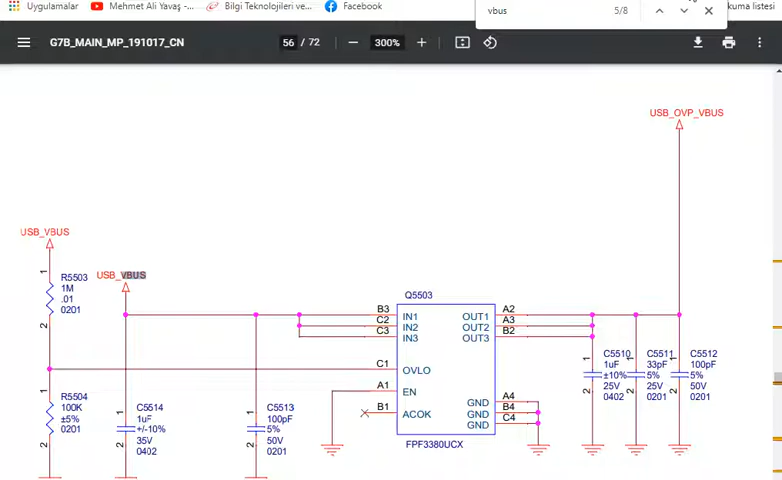 Uygulamalar
Mehmet Ali Yavaş -...
Bilgi Teknolojileri ve...
Facebook
vbus
5/8
kuma listesi
G7B_MAIN_MP_191017_CN
56 / 72
300%
USB_OVP_VBUS
USB_VBUS
USB_VBUS
1
R5503
1M
.01
0201
2
Q5503
B3
C2
C3
IN1
IN2
IN3
OUT1
OUT2
OUT3
A2
A3
B2
C1
OVLO
A1
EN
B1
ACOK
GND
GND
GND
A4
B4
C4
FPF3380UCX
1
R5504
100K
±5%
0201
2
1
C5514
1uF
+/-10%
35V
0402
2
1
C5513
100pF
5%
50V
0201
2
1
C5510
1uF
±10%
25V
0402
2
1
C5511
33pF
5%
25V
0201
2
1
C5512
100pF
5%
50V
0201
2